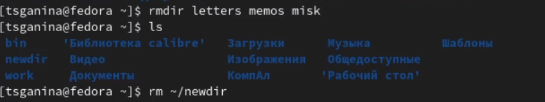 [tsganina@fedora ~]$ rmdir letters memos misk
[tsganina@fedora ~]$ ls
bin 'Библиотека calibre' Загрузки Музыка Шаблоны
newdir Видео Изображения Общедоступные
work Документы КомпАл 'Рабочий стол'
[tsganina@fedora ~]$ rm ~/newdir